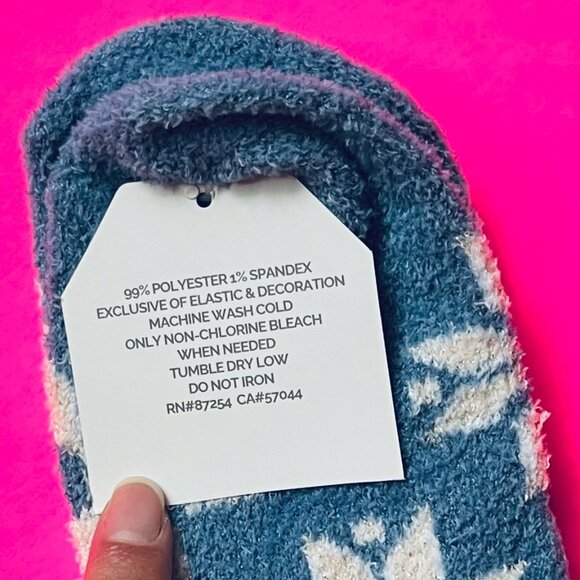 99% POLYESTER 1% SPANDEX
EXCLUSIVE OF ELASTIC & DECORATION
MACHINE WASH COLD
ONLY NON-CHLORINE BLEACH
WHEN NEEDED
TUMBLE DRY LOW
DO NOT IRON
RN#87254 CA#57044